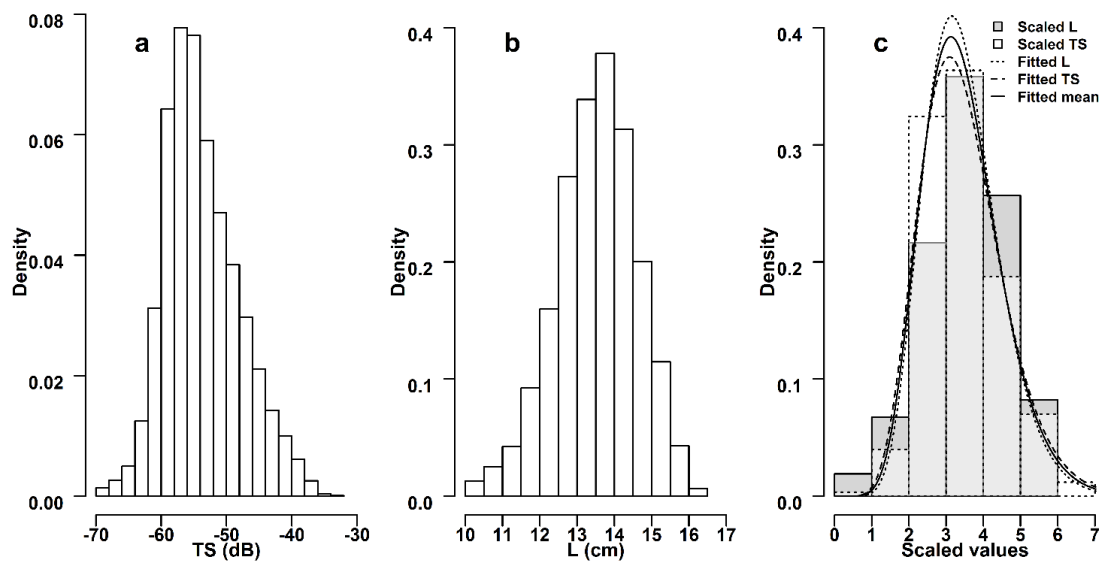 a
0.08
0.06
0.04
0.02
0.00
Density
-70 -60 -50 -40 -30
TS (dB)
b
0.4
0.3
0.2
0.1
0.0
Density
10 11 12 13 14 15 16 17
L (cm)
c
0.4
0.3
0.2
0.1
0.0
Density
0 1 2 3 4 5 6 7
Scaled values
Scaled L
Scaled TS
Fitted L
Fitted TS
Fitted mean